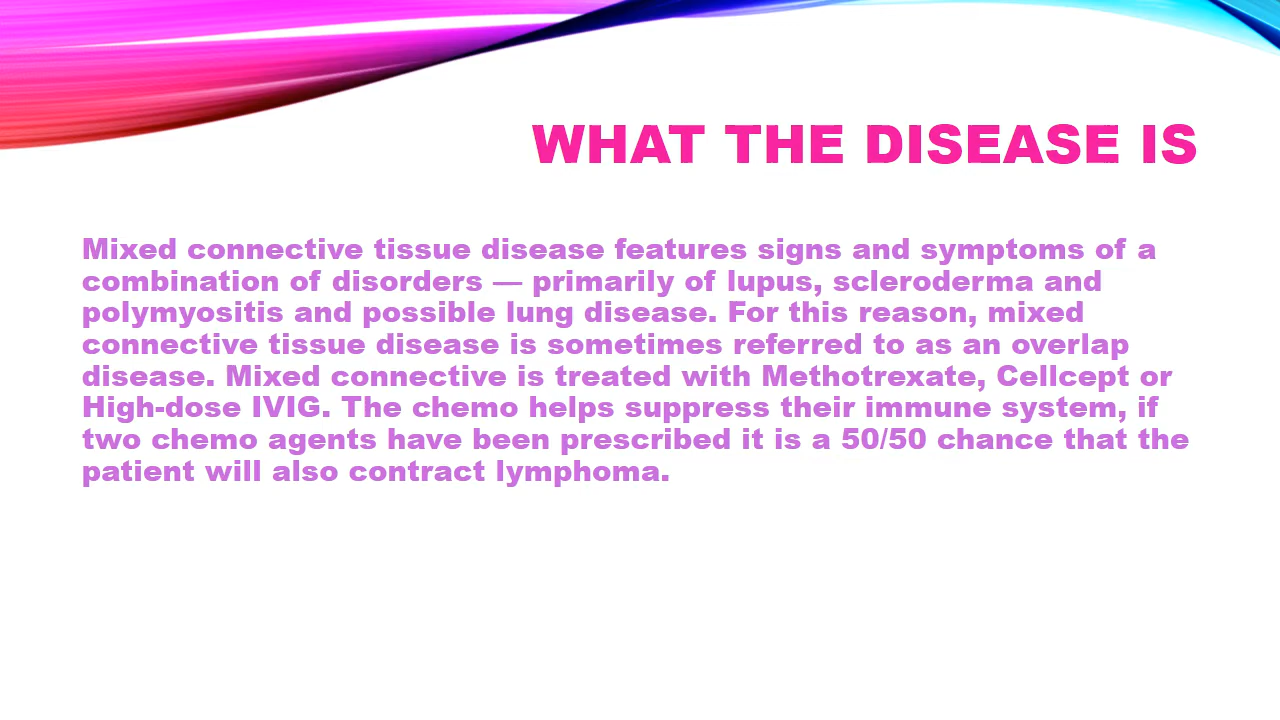 WHAT THE DISEASE IS
Mixed connective tissue disease features signs and symptoms of a
combination of disorders — primarily of lupus, scleroderma and
polymyositis and possible lung disease. For this reason, mixed
connective tissue disease is sometimes referred to as an overlap
disease. Mixed connective is treated with Methotrexate, Cellcept or
High-dose IVIG. The chemo helps suppress their immune system, if
two chemo agents have been prescribed it is a 50/50 chance that the
patient will also contract lymphoma.